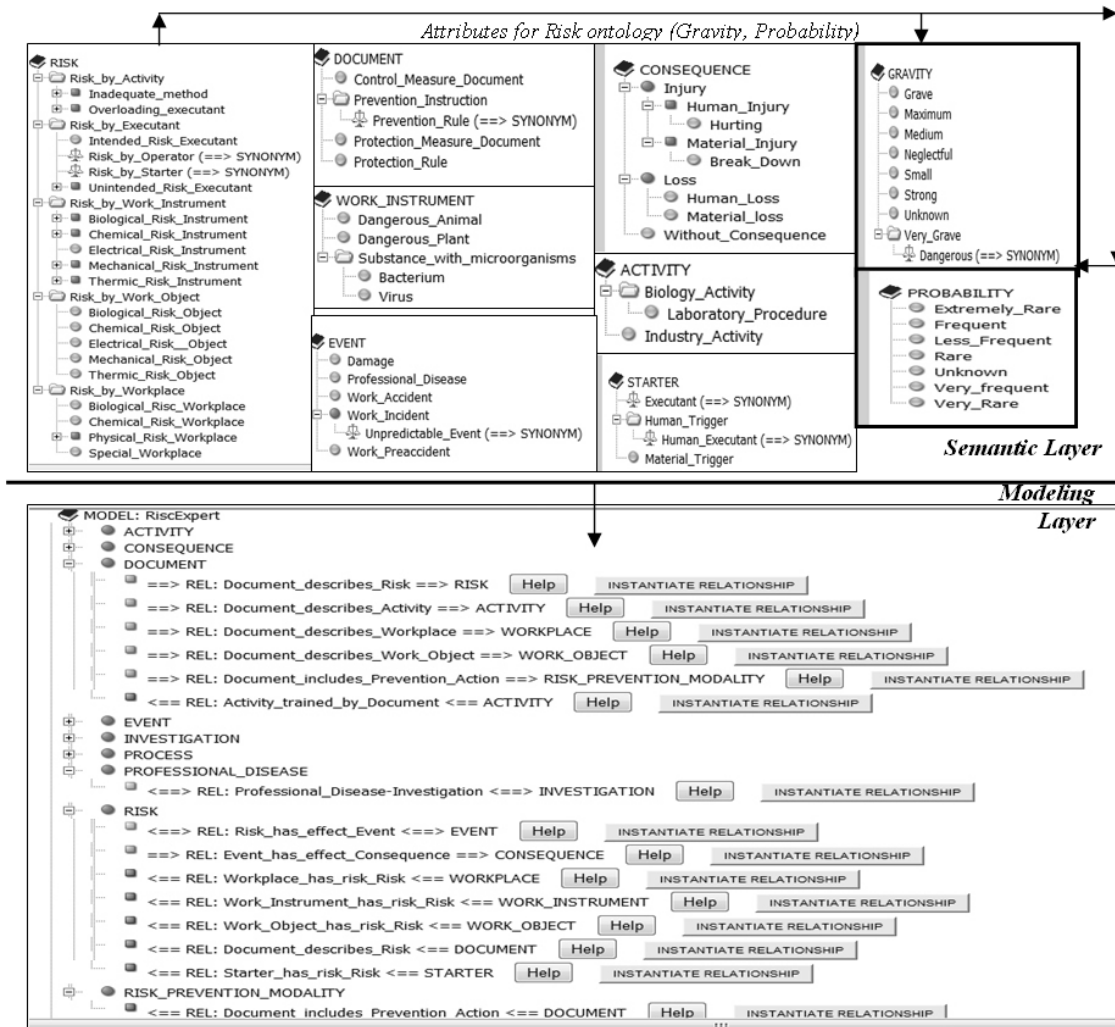 Attributes for Risk ontology (Gravity, Probability)
RISK
Risk_by_Activity
Inadequate_method
Overloading_executant
Risk_by_Executant
Intended_Risk_Executant
Risk_by_Operator (==> SYNONYM)
Risk_by_Starter (==> SYNONYM)
Unintended_Risk_Executant
Risk_by_Work_Instrument
Biological_Risk_Instrument
Chemical_Risk_Instrument
Electrical_Risk_Instrument
Mechanical_Risk_Instrument
Thermic_Risk_Instrument
Risk_by_Work_Object
Biological_Risk_Object
Chemical_Risk_Object
Electrical_Risk__Object
Mechanical_Risk_Object
Thermic_Risk_Object
Risk_by_Workplace
Biological_Risc_Workplace
Chemical_Risk_Workplace
Physical_Risk_Workplace
Special_Workplace
DOCUMENT
Control_Measure_Document
Prevention_Instruction
Prevention_Rule (==> SYNONYM)
Protection_Measure_Document
Protection_Rule
WORK_INSTRUMENT
Dangerous_Animal
Dangerous_Plant
Substance_with_microorganisms
Bacterium
Virus
EVENT
Damage
Professional_Disease
Work_Accident
Work_Incident
Unpredictable_Event (==> SYNONYM)
Work_Preaccident
CONSEQUENCE
Injury
Human_Injury
Hurting
Material_Injury
Break_Down
Loss
Human_Loss
Material_loss
Without_Consequence
ACTIVITY
Biology_Activity
Laboratory_Procedure
Industry_Activity
STARTER
Executant (==> SYNONYM)
Human_Trigger
Human_Executant (==> SYNONYM)
Material_Trigger
GRAVITY
Grave
Maximum
Medium
Neglectful
Small
Strong
Unknown
Very_Grave
Dangerous (==> SYNONYM)
PROBABILITY
Extremely_Rare
Frequent
Less_Frequent
Rare
Unknown
Very_frequent
Very_Rare
Semantic Layer
Modeling
Layer
MODEL: RiscExpert
ACTIVITY
CONSEQUENCE
DOCUMENT
==> REL: Document_describes_Risk ==> RISK Help INSTANTIATE RELATIONSHIP
==> REL: Document_describes_Activity ==> ACTIVITY Help INSTANTIATE RELATIONSHIP
==> REL: Document_describes_Workplace ==> WORKPLACE Help INSTANTIATE RELATIONSHIP
==> REL: Document_describes_Work_Object ==> WORK_OBJECT Help INSTANTIATE RELATIONSHIP
==> REL: Document_includes_Prevention_Action ==> RISK_PREVENTION_MODALITY Help INSTANTIATE RELATIONSHIP
<== REL: Activity_trained_by_Document <== ACTIVITY Help INSTANTIATE RELATIONSHIP
EVENT
INVESTIGATION
PROCESS
PROFESSIONAL_DISEASE
<==> REL: Professional_Disease-Investigation <==> INVESTIGATION Help INSTANTIATE RELATIONSHIP
RISK
<==> REL: Risk_has_effect_Event <==> EVENT Help INSTANTIATE RELATIONSHIP
==> REL: Event_has_effect_Consequence ==> CONSEQUENCE Help INSTANTIATE RELATIONSHIP
<== REL: Workplace_has_risk_Risk <== WORKPLACE Help INSTANTIATE RELATIONSHIP
<== REL: Work_Instrument_has_risk_Risk <== WORK_INSTRUMENT Help INSTANTIATE RELATIONSHIP
<== REL: Work_Object_has_risk_Risk <== WORK_OBJECT Help INSTANTIATE RELATIONSHIP
<== REL: Document_describes_Risk <== DOCUMENT Help INSTANTIATE RELATIONSHIP
<== REL: Starter_has_risk_Risk <== STARTER Help INSTANTIATE RELATIONSHIP
RISK_PREVENTION_MODALITY
<== REL: Document_includes_Prevention_Action <== DOCUMENT Help INSTANTIATE RELATIONSHIP